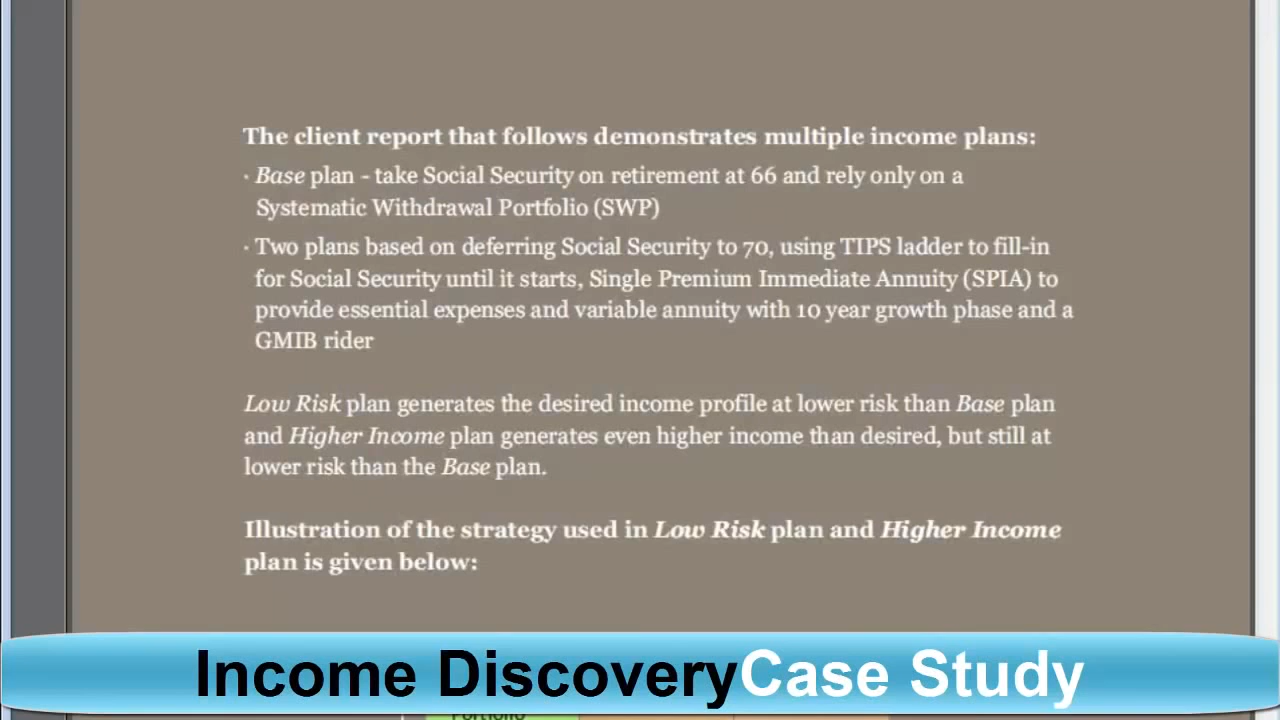 The client report that follows demonstrates multiple income plans:
· Base plan - take Social Security on retirement at 66 and rely only on a
Systematic Withdrawal Portfolio (SWP)
· Two plans based on deferring Social Security to 70, using TIPS ladder to fill-in
for Social Security until it starts, Single Premium Immediate Annuity (SPIA) to
provide essential expenses and variable annuity with 10 year growth phase and a
GMIB rider
Low Risk plan generates the desired income profile at lower risk than Base plan
and Higher Income plan generates even higher income than desired, but still at
lower risk than the Base plan.
Illustration of the strategy used in Low Risk plan and Higher Income
plan is given below:
Income DiscoveryCase Study
Portfolio